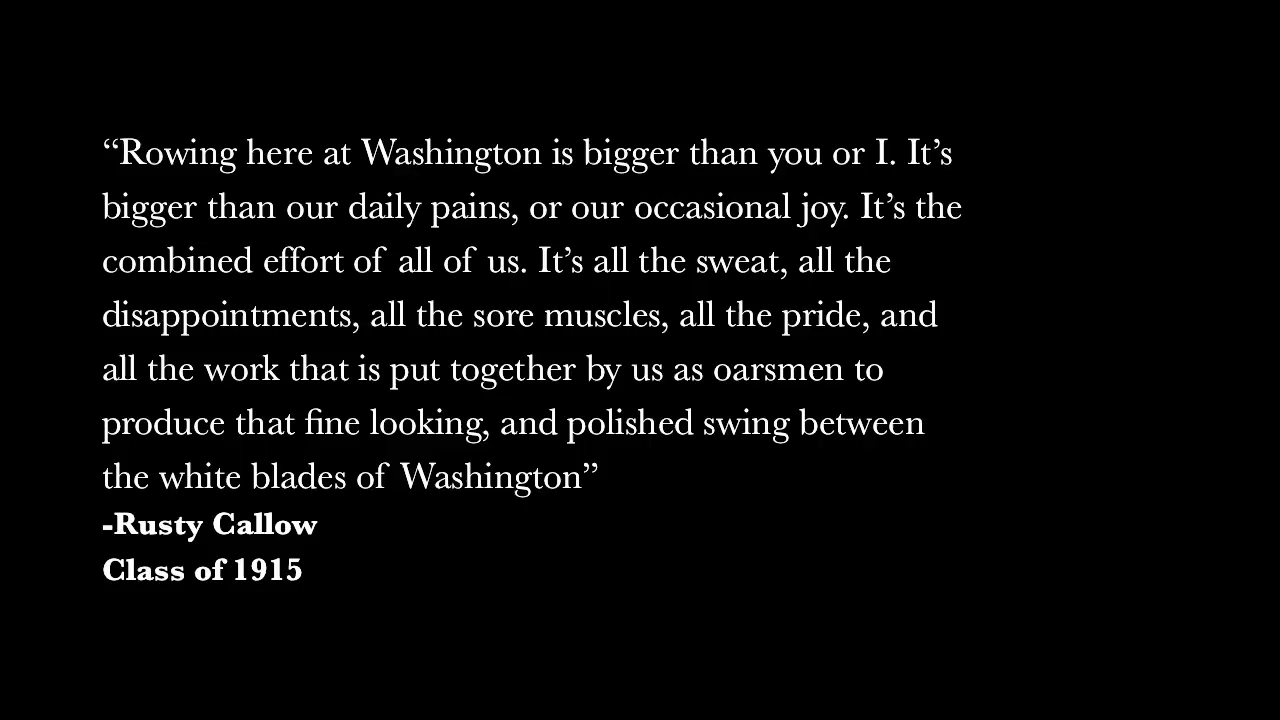 “Rowing here at Washington is bigger than you or I. It’s
bigger than our daily pains, or our occasional joy. It’s the
combined effort of all of us. It’s all the sweat, all the
disappointments, all the sore muscles, all the pride, and
all the work that is put together by us as oarsmen to
produce that fine looking, and polished swing between
the white blades of Washington”
-Rusty Callow
Class of 1915